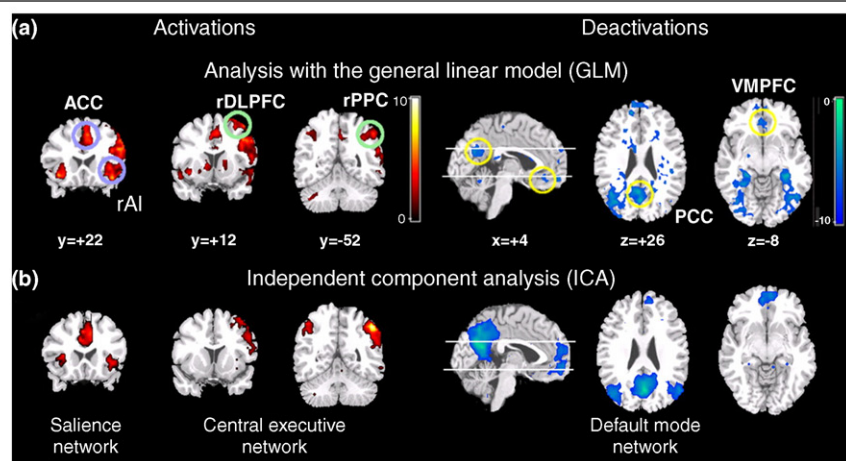 (a)
Activations
Deactivations
Analysis with the general linear model (GLM)
ACC
rAI
rDLPFC
rPPC
10
0
VMPFC
PCC
0
-10
y=+22
y=+12
y=-52
x=+4
z=+26
z=-8
(b)
Independent component analysis (ICA)
Salience
network
Central executive
network
Default mode
network